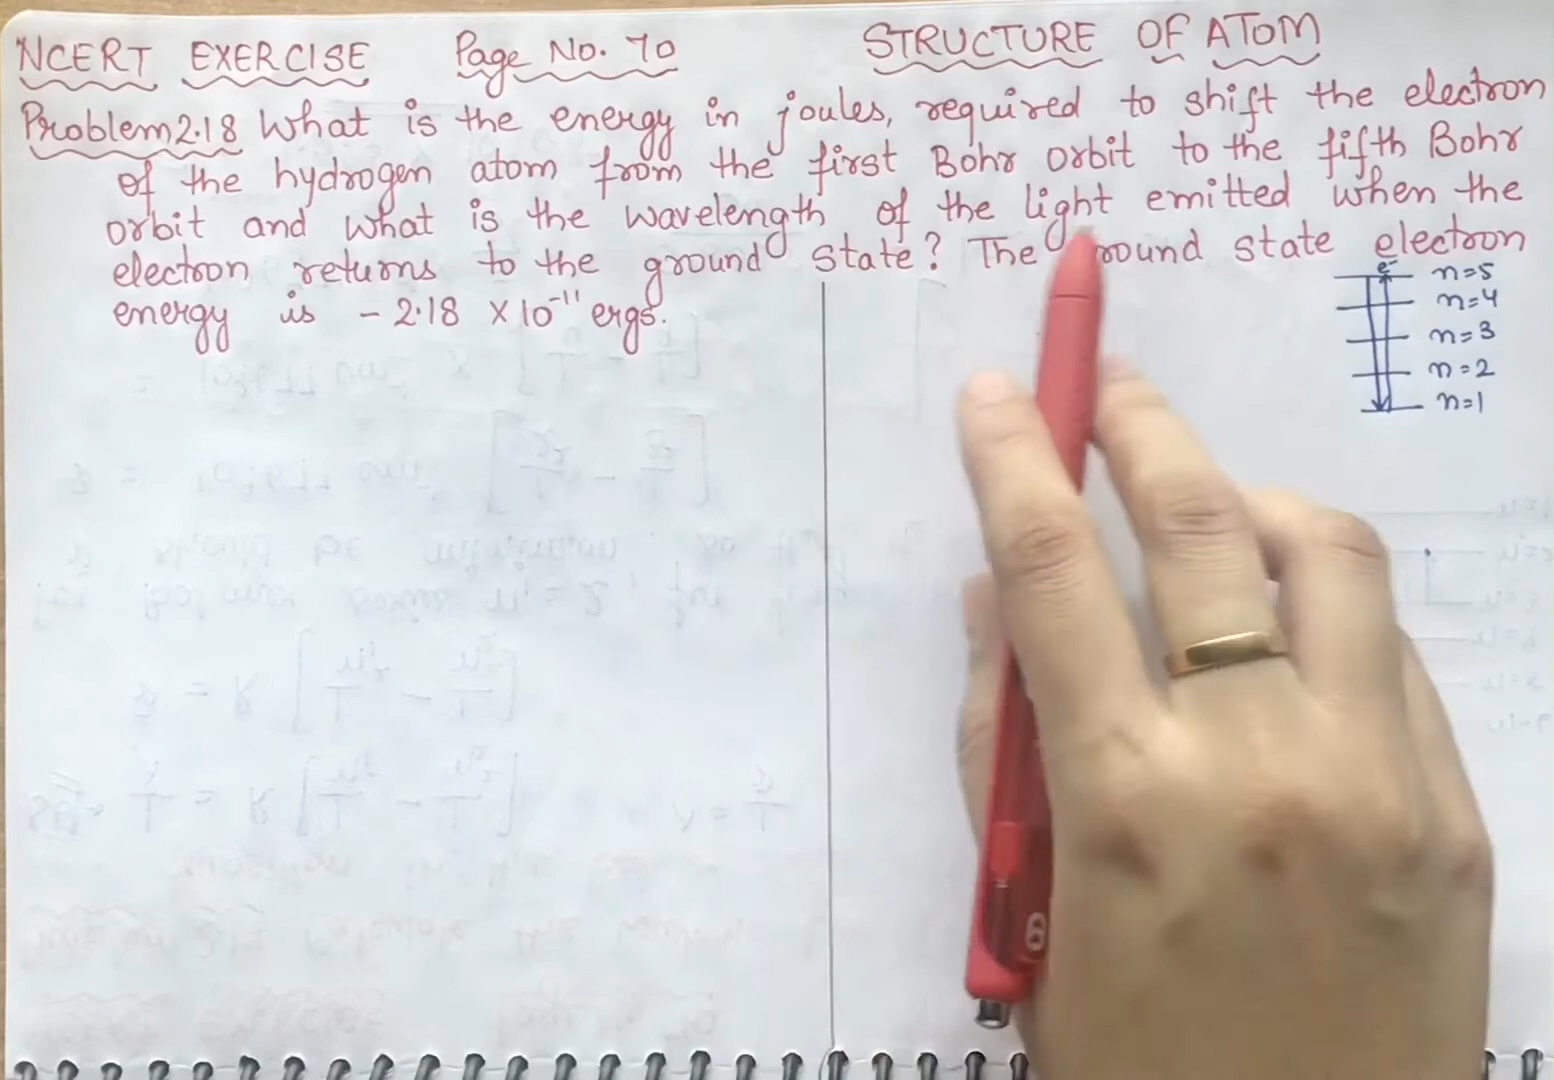 NCERT EXERCISE Page No. 70 STRUCTURE OF ATOM
Problem 2.18 What is the energy in joules, required to shift the electron
of the hydrogen atom from the first Bohr orbit to the fifth Bohr
orbit and what is the wavelength of the light emitted when the
electron returns to the ground state? The round state electron
energy is - 2.18 × 10⁻¹¹ ergs.
e⁻ n=5
n=4
n=3
n=2
n=1